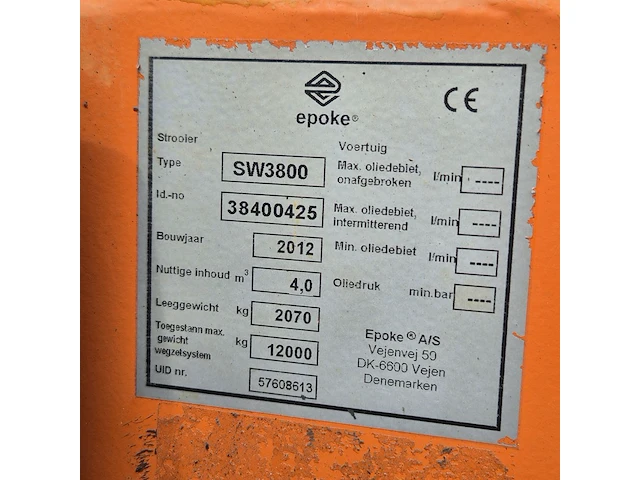 epoke®
CE
Strooier
Type SW3800
Id.-no 38400425
Bouwjaar 2012
Nuttige inhoud m³ 4,0
Leeggewicht kg 2070
Toegestann max.
gewicht kg 12000
wegzetsystem
UID nr. 57608613
Voertuig
Max. oliedebiet, l/min ----
onafgebroken
Max. oliedebiet, l/min ----
intermitterend
Min. oliedebiet l/min ----
Oliedruk min.bar ----
Epoke® A/S
Vejenvej 50
DK-6600 Vejen
Denemarken